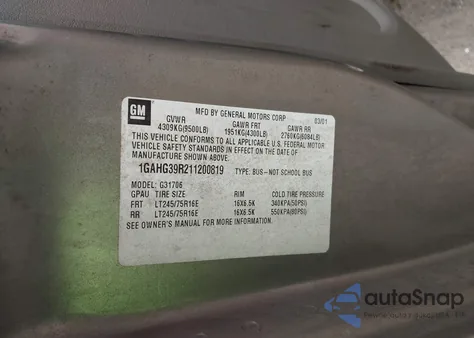 GM
MFD BY GENERAL MOTORS CORP 03/01
GVWR GAWR FRT GAWR RR
4309KG(9500LB) 1951KG(4300LB) 2760KG(6084LB)
THIS VEHICLE CONFORMS TO ALL APPLICABLE U.S. FEDERAL MOTOR
VEHICLE SAFETY STANDARDS IN EFFECT ON THE DATE OF
MANUFACTURE SHOWN ABOVE.
1GAHG39R211200819 TYPE: BUS-NOT SCHOOL BUS
MODEL: G31706
GPAU TIRE SIZE RIM COLD TIRE PRESSURE
FRT LT245/75R16E 16X6.5K 340KPA(50PSI)
RR LT245/75R16E 16X6.5K 550KPA(80PSI)
SEE OWNER'S MANUAL FOR MORE INFORMATION
autoSnap